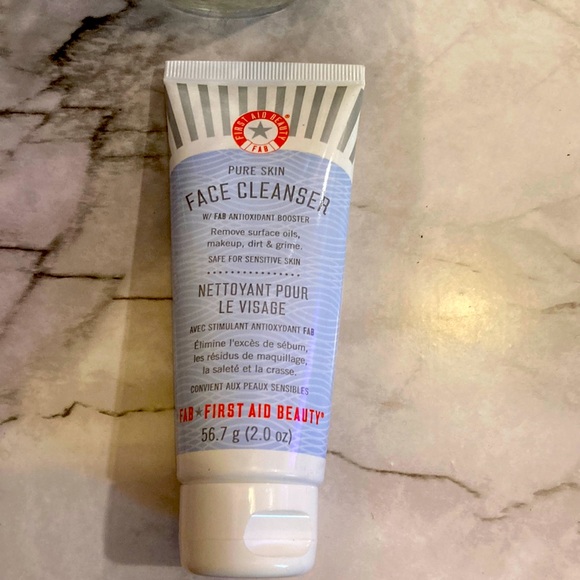 FIRST AID BEAUTY®
FAB
PURE SKIN
FACE CLEANSER
W/ FAB ANTIOXIDANT BOOSTER
Remove surface oils,
makeup, dirt & grime.
SAFE FOR SENSITIVE SKIN
NETTOYANT POUR
LE VISAGE
AVEC STIMULANT ANTIOXYDANT FAB
Élimine l'excès de sébum,
les résidus de maquillage,
la saleté et la crasse.
CONVIENT AUX PEAUX SENSIBLES
FAB★FIRST AID BEAUTY®
56.7 g (2.0 oz)